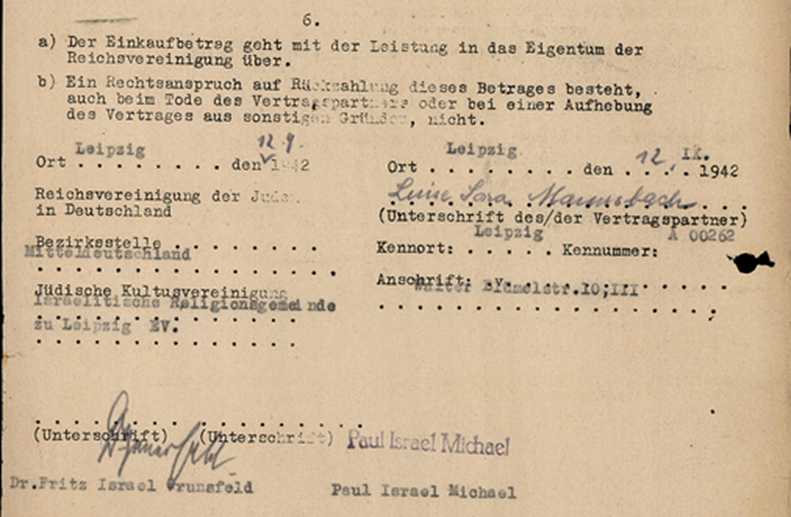 6.
a) Der Einkaufbetrag geht mit der Leistung in das Eigentum der
Reichsvereinigung über.
b) Ein Rechtsanspruch auf Rückzahlung dieses Betrages besteht,
auch beim Tode des Vertragspartners oder bei einer Aufhebung
des Vertrages aus sonstigen Gründen, nicht.
Ort Leipzig . . . . . . . . den 12.9. 1942
Reichsvereinigung der Juden
in Deutschland
Bezirksstelle . . . . . . .
Mitteldeutschland
Jüdische Kultusvereinigung
Israelitische Religionsgemeinde
zu Leipzig EV.
(Unterschrift) (Unterschrift)
Paul Israel Michael
Dr.Fritz Israel Grunsfeld Paul Israel Michael
Ort Leipzig . . . . . . . . den 12. IX. 1942
Luise Sara
(Unterschrift des/der Vertragspartner)
Kennort: Leipzig . . . . . Kennummer: A 00262
Anschrift: Walter Blümelstr.10,III